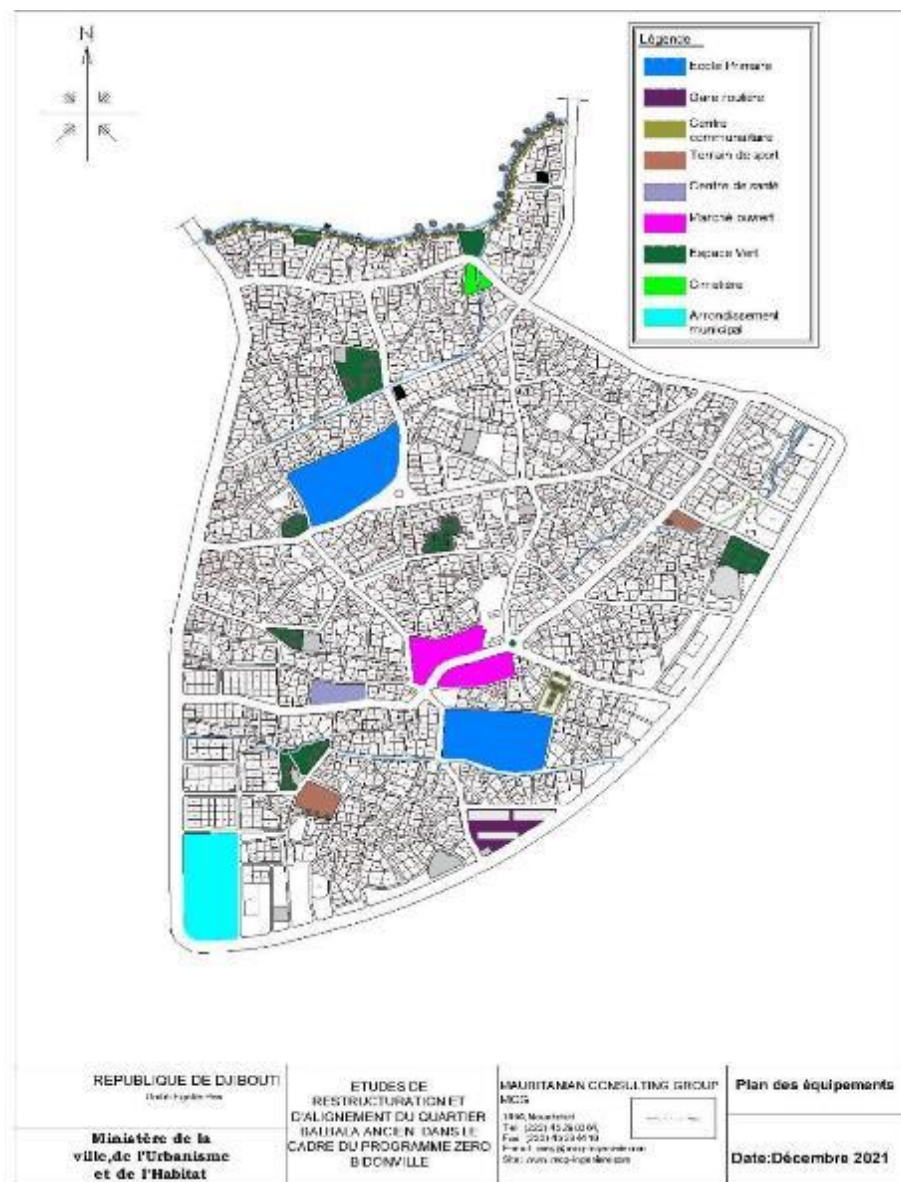 N
Légende
Ecole Primaire
Gare routière
Centre
communautaire
Terrain de sport
Centre de santé
Marché ouvert
Espace Vert
Cimetière
Arrondissement
municipal
REPUBLIQUE DE DJIBOUTI
Ministère de la
ville,de l'Urbanisme
et de l'Habitat
ETUDES DE
RESTRUCTURATION ET
D'ALIGNEMENT DU QUARTIER
BALBALA ANCIEN DANS LE
CADRE DU PROGRAMME ZERO
BIDONVILLE
MAURITANIAN CONSULTING GROUP
MCG
Plan des équipements
Date:Décembre 2021